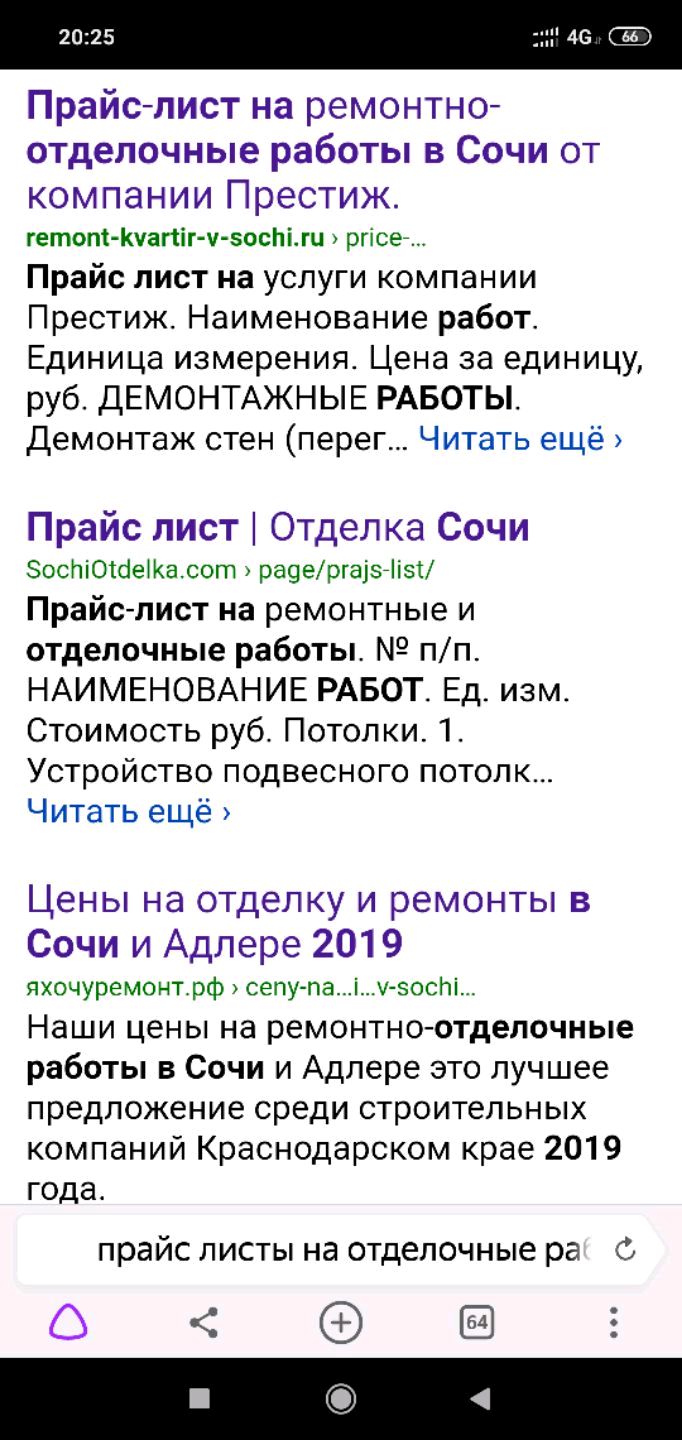 20:25
4G
66
Прайс-лист на ремонтно-
отделочные работы в Сочи от
компании Престиж.
remont-kvartir-v-sochi.ru › price-...
Прайс лист на услуги компании
Престиж. Наименование работ.
Единица измерения. Цена за единицу,
руб. ДЕМОНТАЖНЫЕ РАБОТЫ.
Демонтаж стен (перег... Читать ещё ›
Прайс лист | Отделка Сочи
SochiOtdelka.com › page/prajs-list/
Прайс-лист на ремонтные и
отделочные работы. № п/п.
НАИМЕНОВАНИЕ РАБОТ. Ед. изм.
Стоимость руб. Потолки. 1.
Устройство подвесного потолк...
Читать ещё ›
Цены на отделку и ремонты в
Сочи и Адлере 2019
яхочуремонт.рф › ceny-na...i...v-sochi...
Наши цены на ремонтно-отделочные
работы в Сочи и Адлере это лучшее
предложение среди строительных
компаний Краснодарском крае 2019
года.
прайс листы на отделочные раб
64